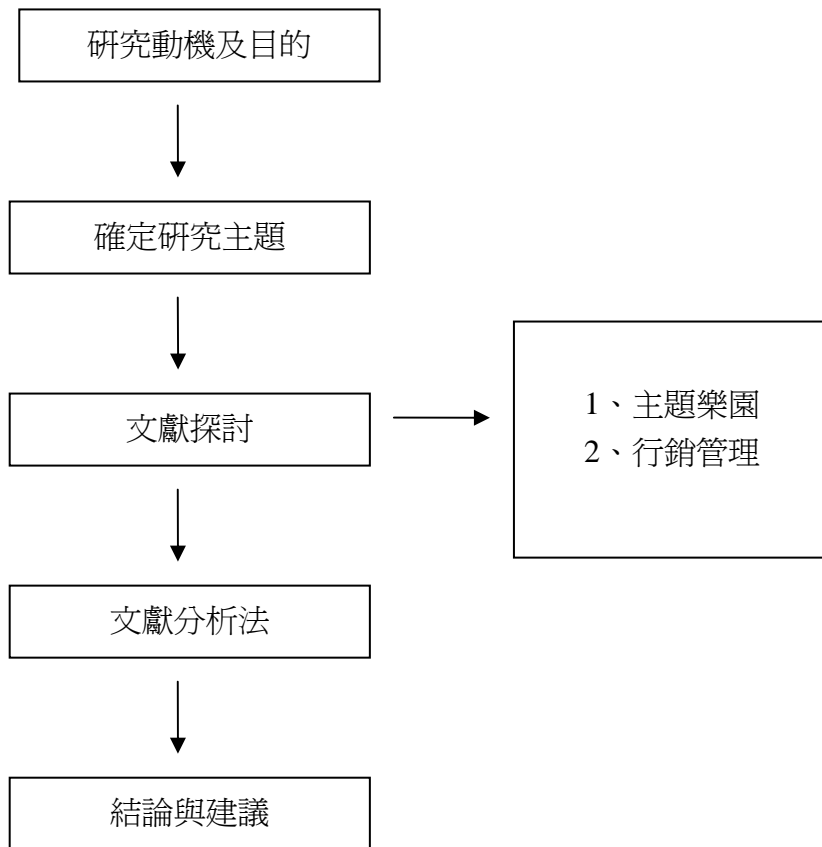 研究動機及目的
確定研究主題
文獻探討
1、主題樂園
2、行銷管理
文獻分析法
結論與建議